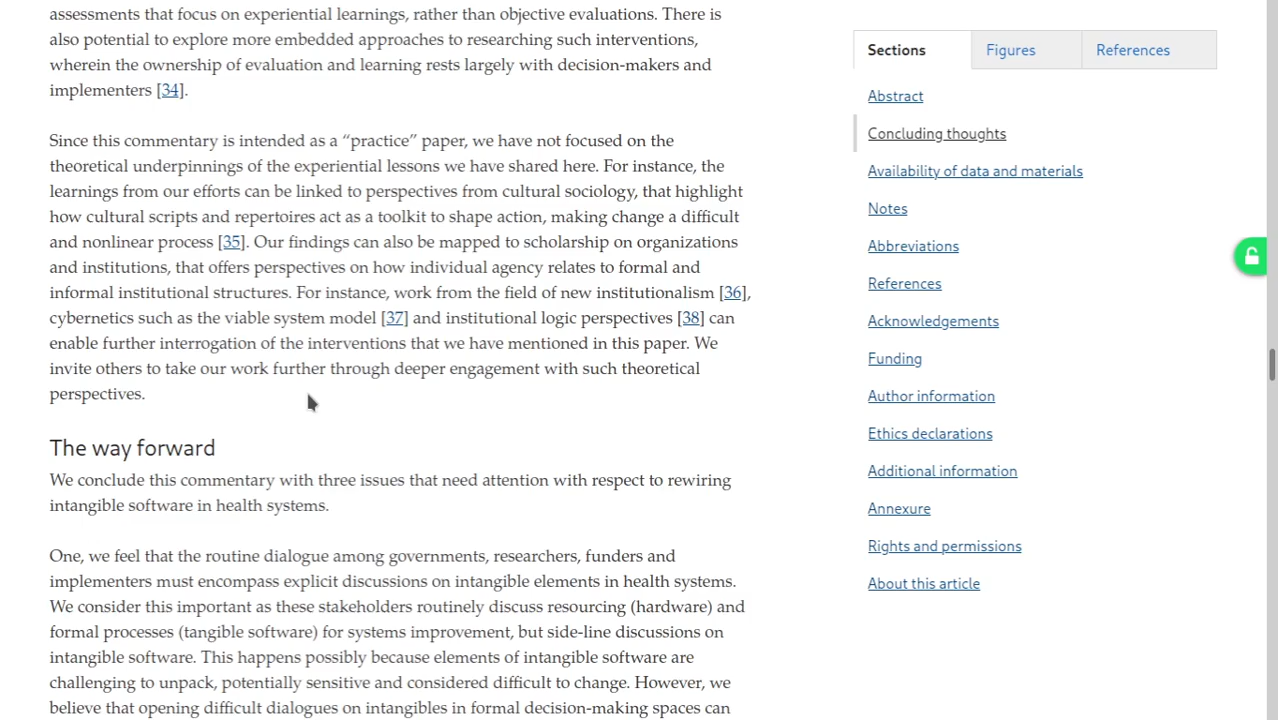 assessments that focus on experiential learnings, rather than objective evaluations. There is
also potential to explore more embedded approaches to researching such interventions,
wherein the ownership of evaluation and learning rests largely with decision-makers and
implementers [34].
Since this commentary is intended as a “practice” paper, we have not focused on the
theoretical underpinnings of the experiential lessons we have shared here. For instance, the
learnings from our efforts can be linked to perspectives from cultural sociology, that highlight
how cultural scripts and repertoires act as a toolkit to shape action, making change a difficult
and nonlinear process [35]. Our findings can also be mapped to scholarship on organizations
and institutions, that offers perspectives on how individual agency relates to formal and
informal institutional structures. For instance, work from the field of new institutionalism [36],
cybernetics such as the viable system model [37] and institutional logic perspectives [38] can
enable further interrogation of the interventions that we have mentioned in this paper. We
invite others to take our work further through deeper engagement with such theoretical
perspectives.
The way forward
We conclude this commentary with three issues that need attention with respect to rewiring
intangible software in health systems.
One, we feel that the routine dialogue among governments, researchers, funders and
implementers must encompass explicit discussions on intangible elements in health systems.
We consider this important as these stakeholders routinely discuss resourcing (hardware) and
formal processes (tangible software) for systems improvement, but side-line discussions on
intangible software. This happens possibly because elements of intangible software are
challenging to unpack, potentially sensitive and considered difficult to change. However, we
believe that opening difficult dialogues on intangibles in formal decision-making spaces can
Sections
Figures
References
Abstract
Concluding thoughts
Availability of data and materials
Notes
Abbreviations
References
Acknowledgements
Funding
Author information
Ethics declarations
Additional information
Annexure
Rights and permissions
About this article